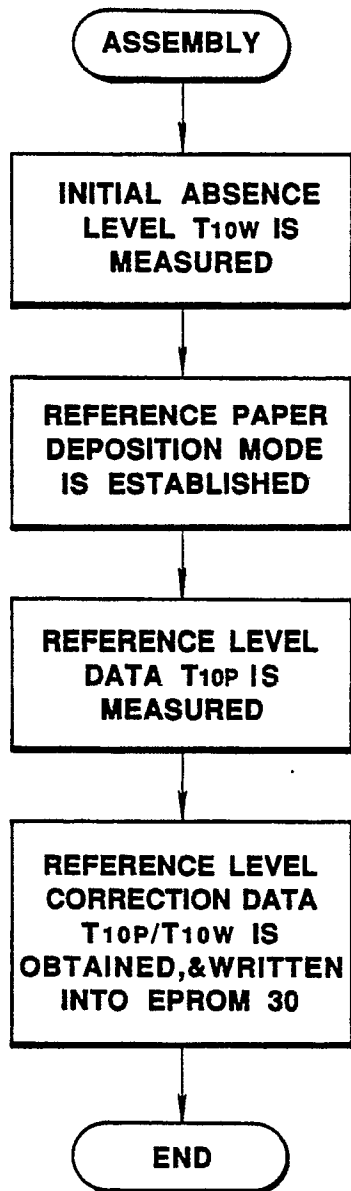 ASSEMBLY
INITIAL ABSENCE
LEVEL T10W IS
MEASURED
REFERENCE PAPER
DEPOSITION MODE
IS ESTABLISHED
REFERENCE LEVEL
DATA T10P IS
MEASURED
REFERENCE LEVEL
CORRECTION DATA
T10P/T10W IS
OBTAINED,&WRITTEN
INTO EPROM 30
END